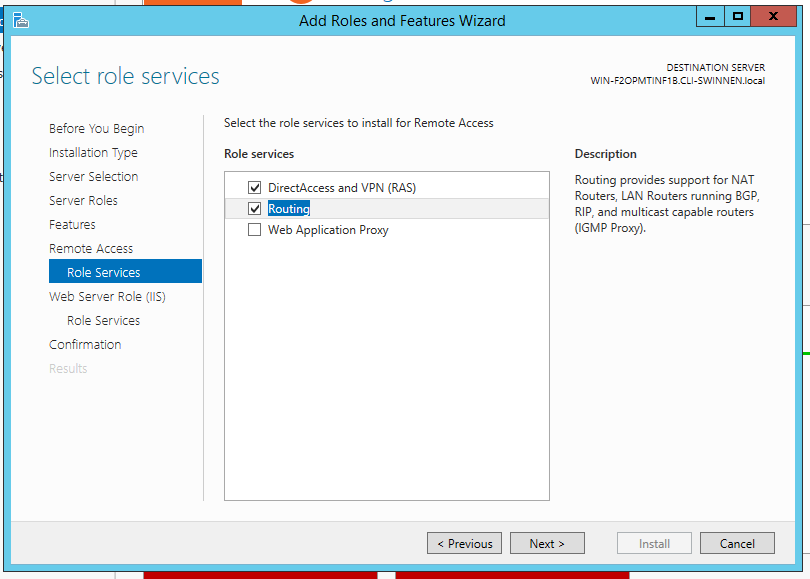 Add Roles and Features Wizard
Select role services
DESTINATION SERVER
WIN-F2OPMTINF1B.CLI-SWINNEN.local
Before You Begin
Installation Type
Server Selection
Server Roles
Features
Remote Access
Role Services
Web Server Role (IIS)
Role Services
Confirmation
Results
Select the role services to install for Remote Access
Role services
DirectAccess and VPN (RAS)
Routing
Web Application Proxy
Description
Routing provides support for NAT
Routers, LAN Routers running BGP,
RIP, and multicast capable routers
(IGMP Proxy).
< Previous
Next >
Install
Cancel